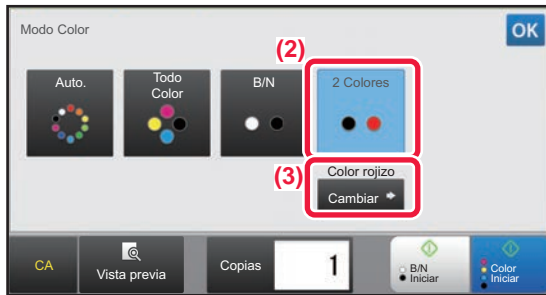 Modo Color
OK
(2)
Auto.
Todo
Color
B/N
2 Colores
(3)
Color rojizo
Cambiar
CA
Vista previa
Copias
1
B/N
Iniciar
Color
Iniciar